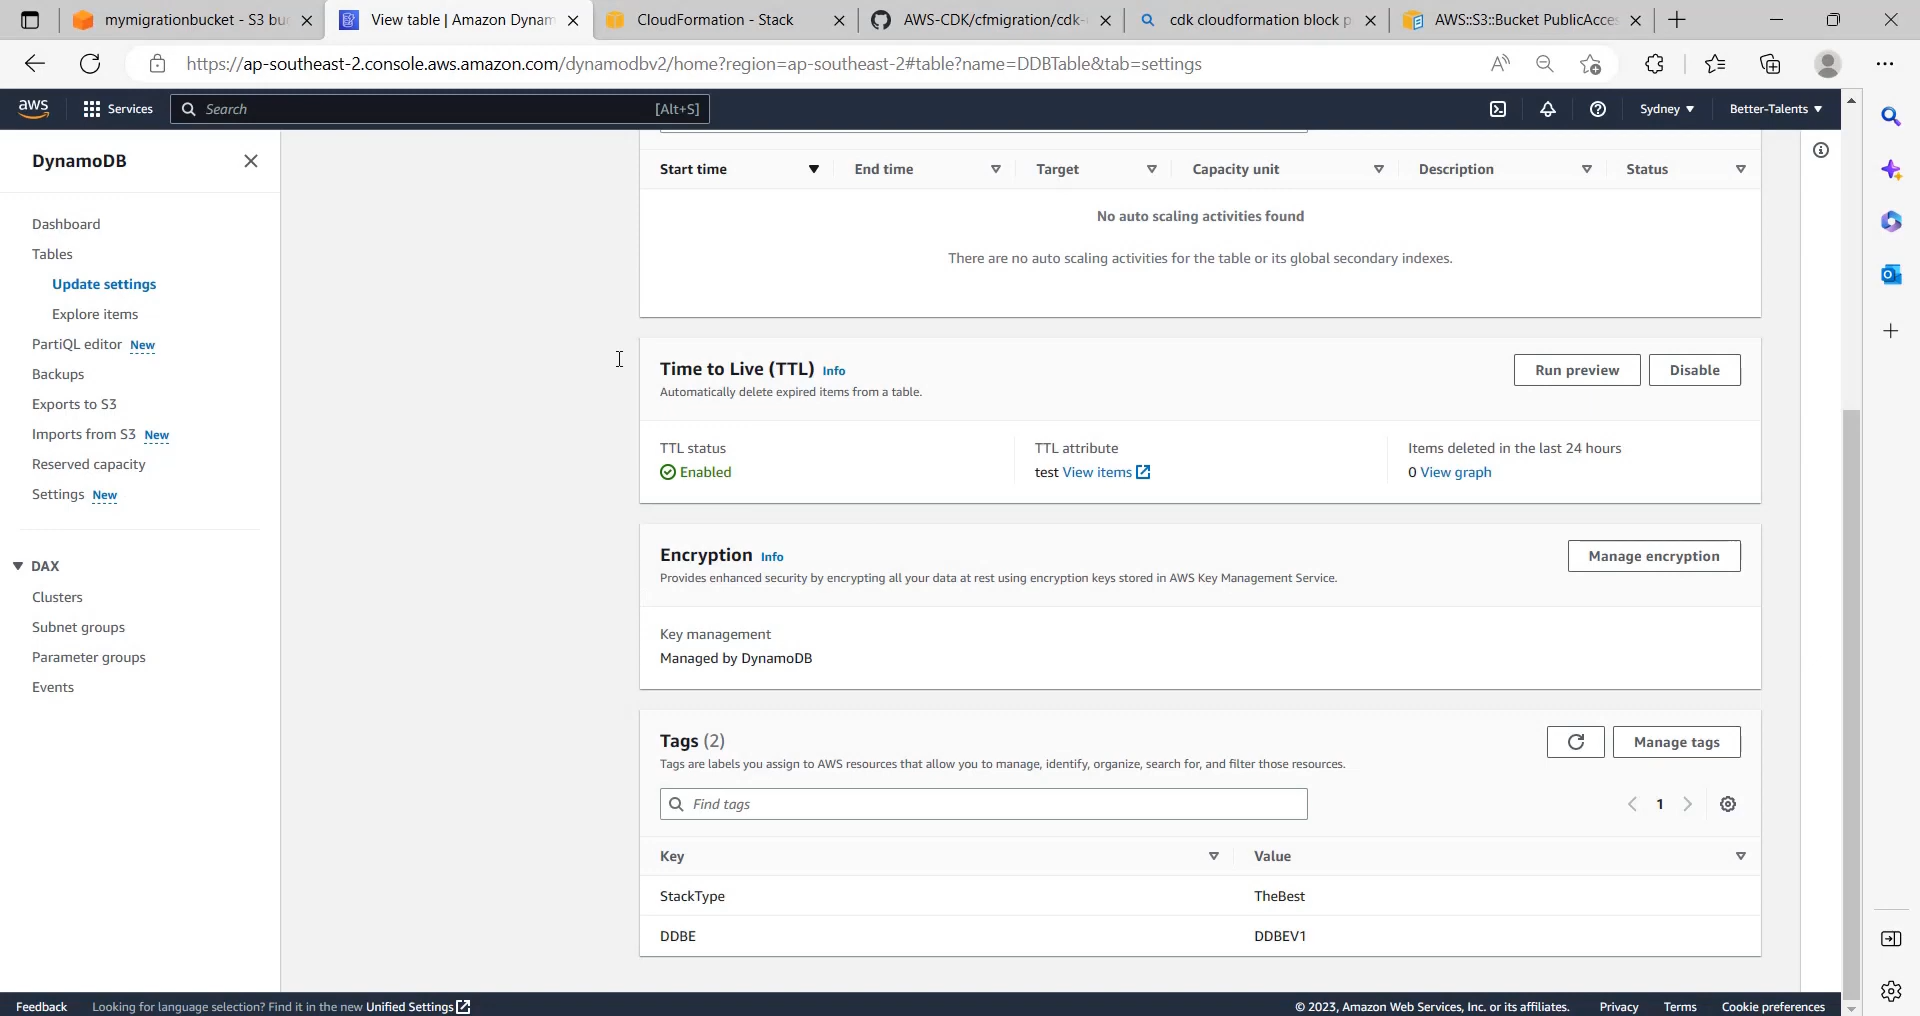 mymigrationbucket - S3 bu
View table | Amazon Dynam
CloudFormation - Stack
AWS-CDK/cfmigration/cdk-
cdk cloudformation block p
AWS::S3::Bucket PublicAcces
https://ap-southeast-2.console.aws.amazon.com/dynamodbv2/home?region=ap-southeast-2#table?name=DDBTable&tab=settings
aws
Services
Search
[Alt+S]
Sydney
Better-Talents
DynamoDB
Dashboard
Tables
Update settings
Explore items
PartiQL editor New
Backups
Exports to S3
Imports from S3 New
Reserved capacity
Settings New
DAX
Clusters
Subnet groups
Parameter groups
Events
Start time End time Target Capacity unit Description Status
No auto scaling activities found
There are no auto scaling activities for the table or its global secondary indexes.
Time to Live (TTL) Info
Automatically delete expired items from a table.
Run preview
Disable
TTL status
Enabled
TTL attribute
test View items
Items deleted in the last 24 hours
0 View graph
Encryption Info
Provides enhanced security by encrypting all your data at rest using encryption keys stored in AWS Key Management Service.
Manage encryption
Key management
Managed by DynamoDB
Tags (2)
Tags are labels you assign to AWS resources that allow you to manage, identify, organize, search for, and filter those resources.
Manage tags
Find tags
1
Key Value
StackType TheBest
DDBE DDBEV1
Feedback Looking for language selection? Find it in the new Unified Settings
© 2023, Amazon Web Services, Inc. or its affiliates. Privacy Terms Cookie preferences